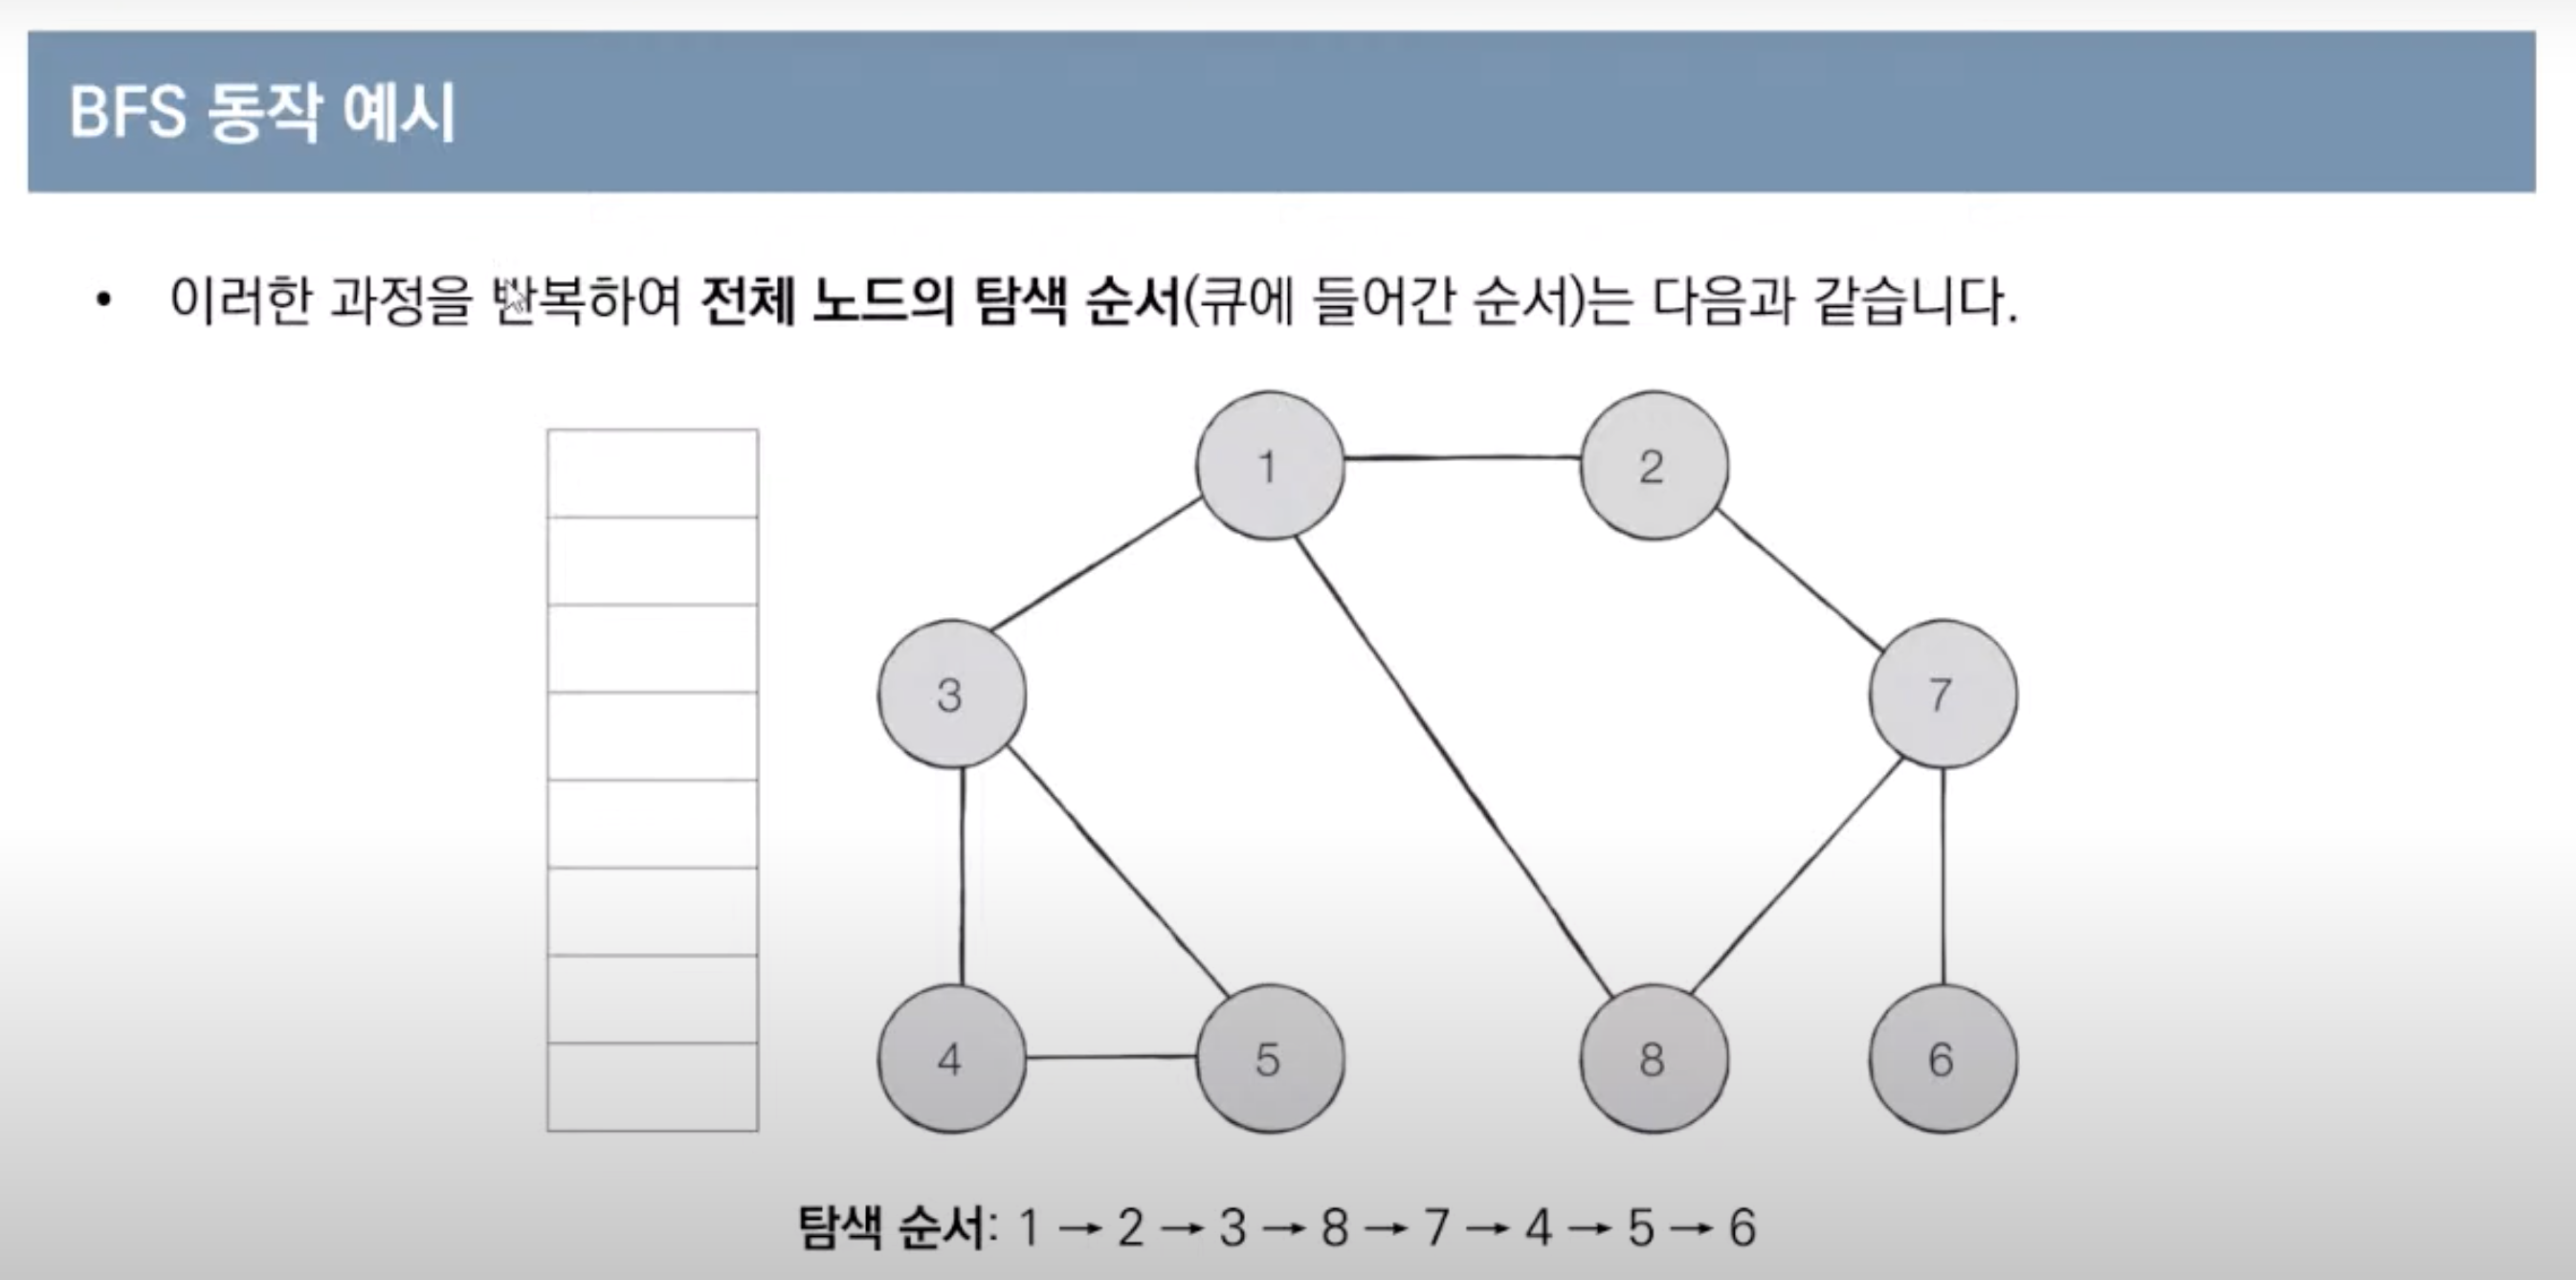 BFS 동작 예시
• 이러한 과정을 반복하여 전체 노드의 탐색 순서(큐에 들어간 순서)는 다음과 같습니다.
1 2
3 7
4 5 8 6
탐색 순서: 1 → 2 → 3 → 8 → 7 → 4 → 5 → 6